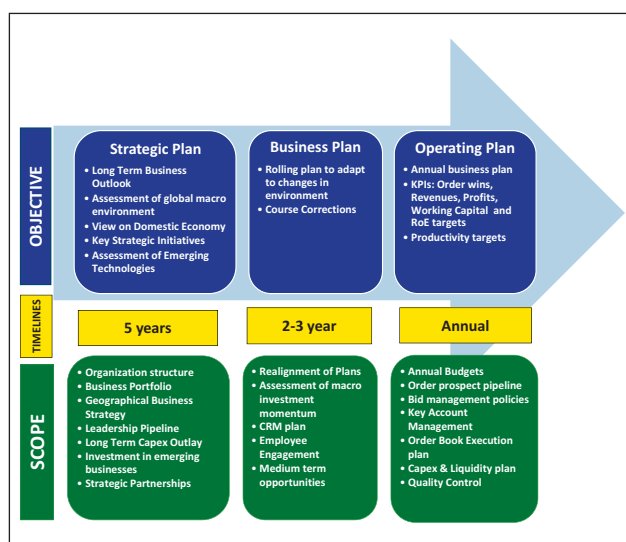 OBJECTIVE
Strategic Plan
• Long Term Business
Outlook
• Assessment of global macro
environment
• View on Domestic Economy
• Key Strategic Initiatives
• Assessment of Emerging
Technologies
Business Plan
• Rolling plan to adapt
to changes in
environment
• Course Corrections
Operating Plan
• Annual business plan
• KPIs: Order wins,
Revenues, Profits,
Working Capital and
RoE targets
• Productivity targets
TIMELINES
5 years
2-3 year
Annual
SCOPE
• Organization structure
• Business Portfolio
• Geographical Business
Strategy
• Leadership Pipeline
• Long Term Capex Outlay
• Investment in emerging
businesses
• Strategic Partnerships
• Realignment of Plans
• Assessment of macro
investment
momentum
• CRM plan
• Employee
Engagement
• Medium term
opportunities
• Annual Budgets
• Order prospect pipeline
• Bid management policies
• Key Account
Management
• Order Book Execution
plan
• Capex & Liquidity plan
• Quality Control